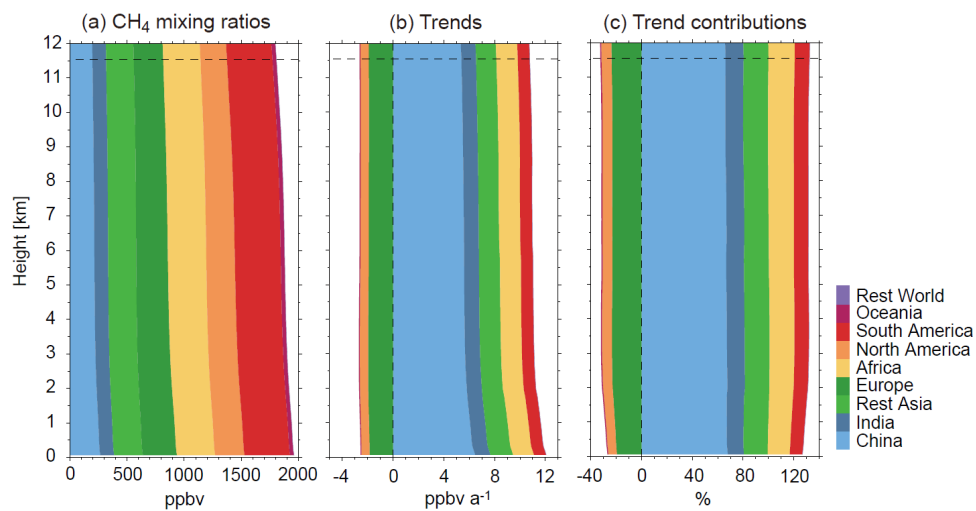 (a) CH₄ mixing ratios
(b) Trends
(c) Trend contributions
Height [km]
12
11
10
9
8
7
6
5
4
3
2
1
0
0 500 1000 1500 2000
ppbv
-4 0 4 8 12
ppbv a⁻¹
-40 0 40 80 120
%
Rest World
Oceania
South America
North America
Africa
Europe
Rest Asia
India
China